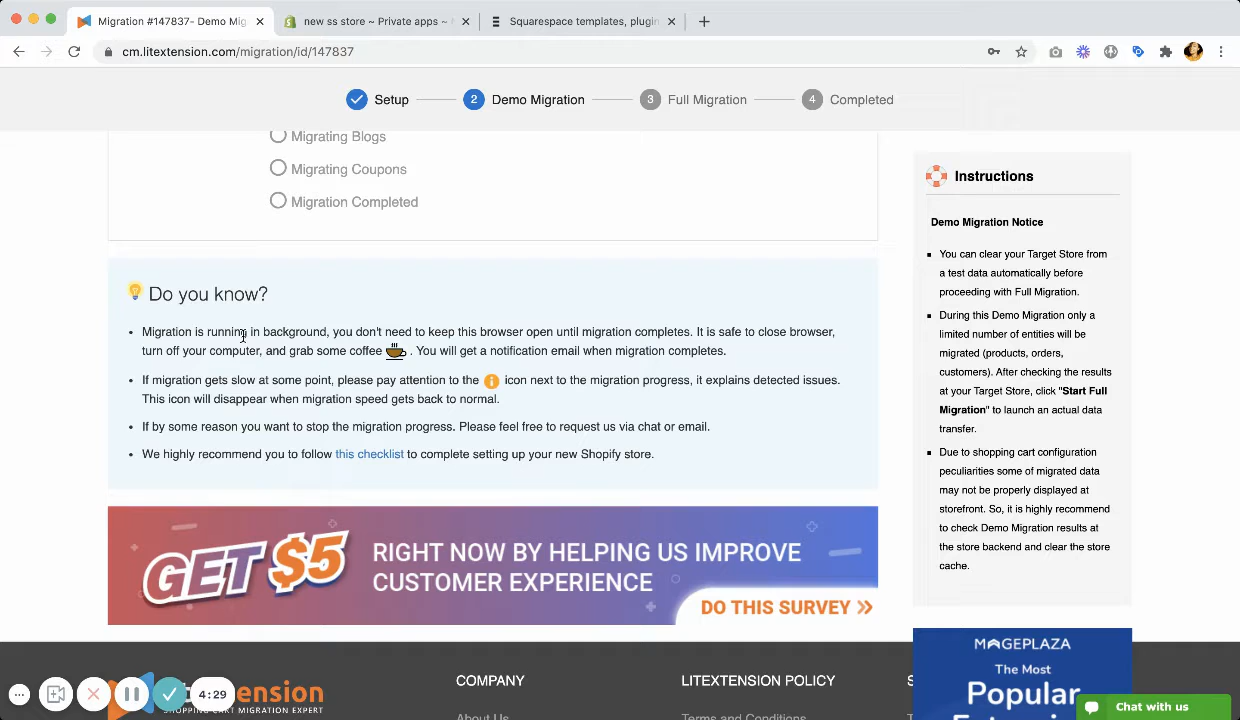 Migration #147837- Demo Mig
new ss store ~ Private apps ~
Squarespace templates, plugin
cm.litextension.com/migration/id/147837
Setup
2 Demo Migration
3 Full Migration
4 Completed
Migrating Blogs
Migrating Coupons
Migration Completed
Do you know?
• Migration is running in background, you don't need to keep this browser open until migration completes. It is safe to close browser,
turn off your computer, and grab some coffee . You will get a notification email when migration completes.
• If migration gets slow at some point, please pay attention to the icon next to the migration progress, it explains detected issues.
This icon will disappear when migration speed gets back to normal.
• If by some reason you want to stop the migration progress. Please feel free to request us via chat or email.
• We highly recommend you to follow this checklist to complete setting up your new Shopify store.
GET $5
RIGHT NOW BY HELPING US IMPROVE
CUSTOMER EXPERIENCE
DO THIS SURVEY >>
Instructions
Demo Migration Notice
You can clear your Target Store from
a test data automatically before
proceeding with Full Migration.
During this Demo Migration only a
limited number of entities will be
migrated (products, orders,
customers). After checking the results
at your Target Store, click "Start Full
Migration" to launch an actual data
transfer.
Due to shopping cart configuration
peculiarities some of migrated data
may not be properly displayed at
storefront. So, it is highly recommend
to check Demo Migration results at
the store backend and clear the store
cache.
MAGEPLAZA
The Most
Popular
COMPANY
About Us
LITEXTENSION POLICY
Terms and Conditions
S
4:29
ension
SHOPPING CART MIGRATION EXPERT
Chat with us